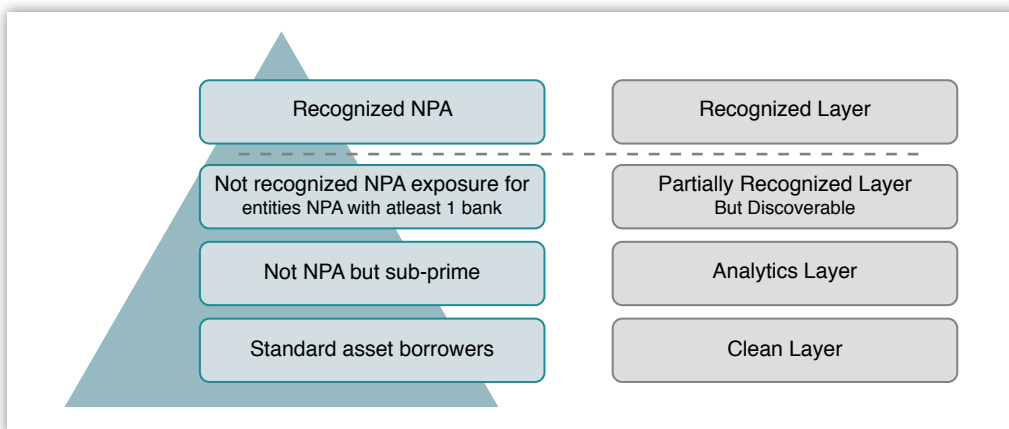 Recognized NPA
Recognized Layer
Not recognized NPA exposure for
entities NPA with atleast 1 bank
Partially Recognized Layer
But Discoverable
Not NPA but sub-prime
Analytics Layer
Standard asset borrowers
Clean Layer